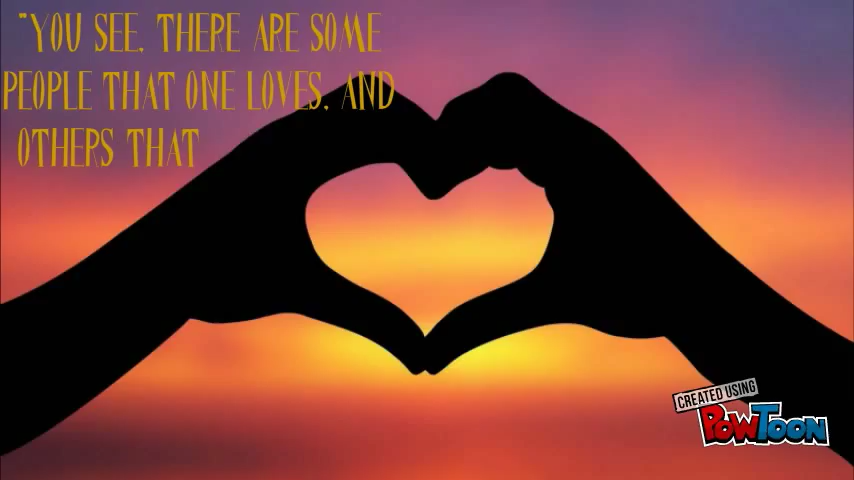 "YOU SEE, THERE ARE SOME
PEOPLE THAT ONE LOVES, AND
OTHERS THAT
CREATED USING
POWTOON